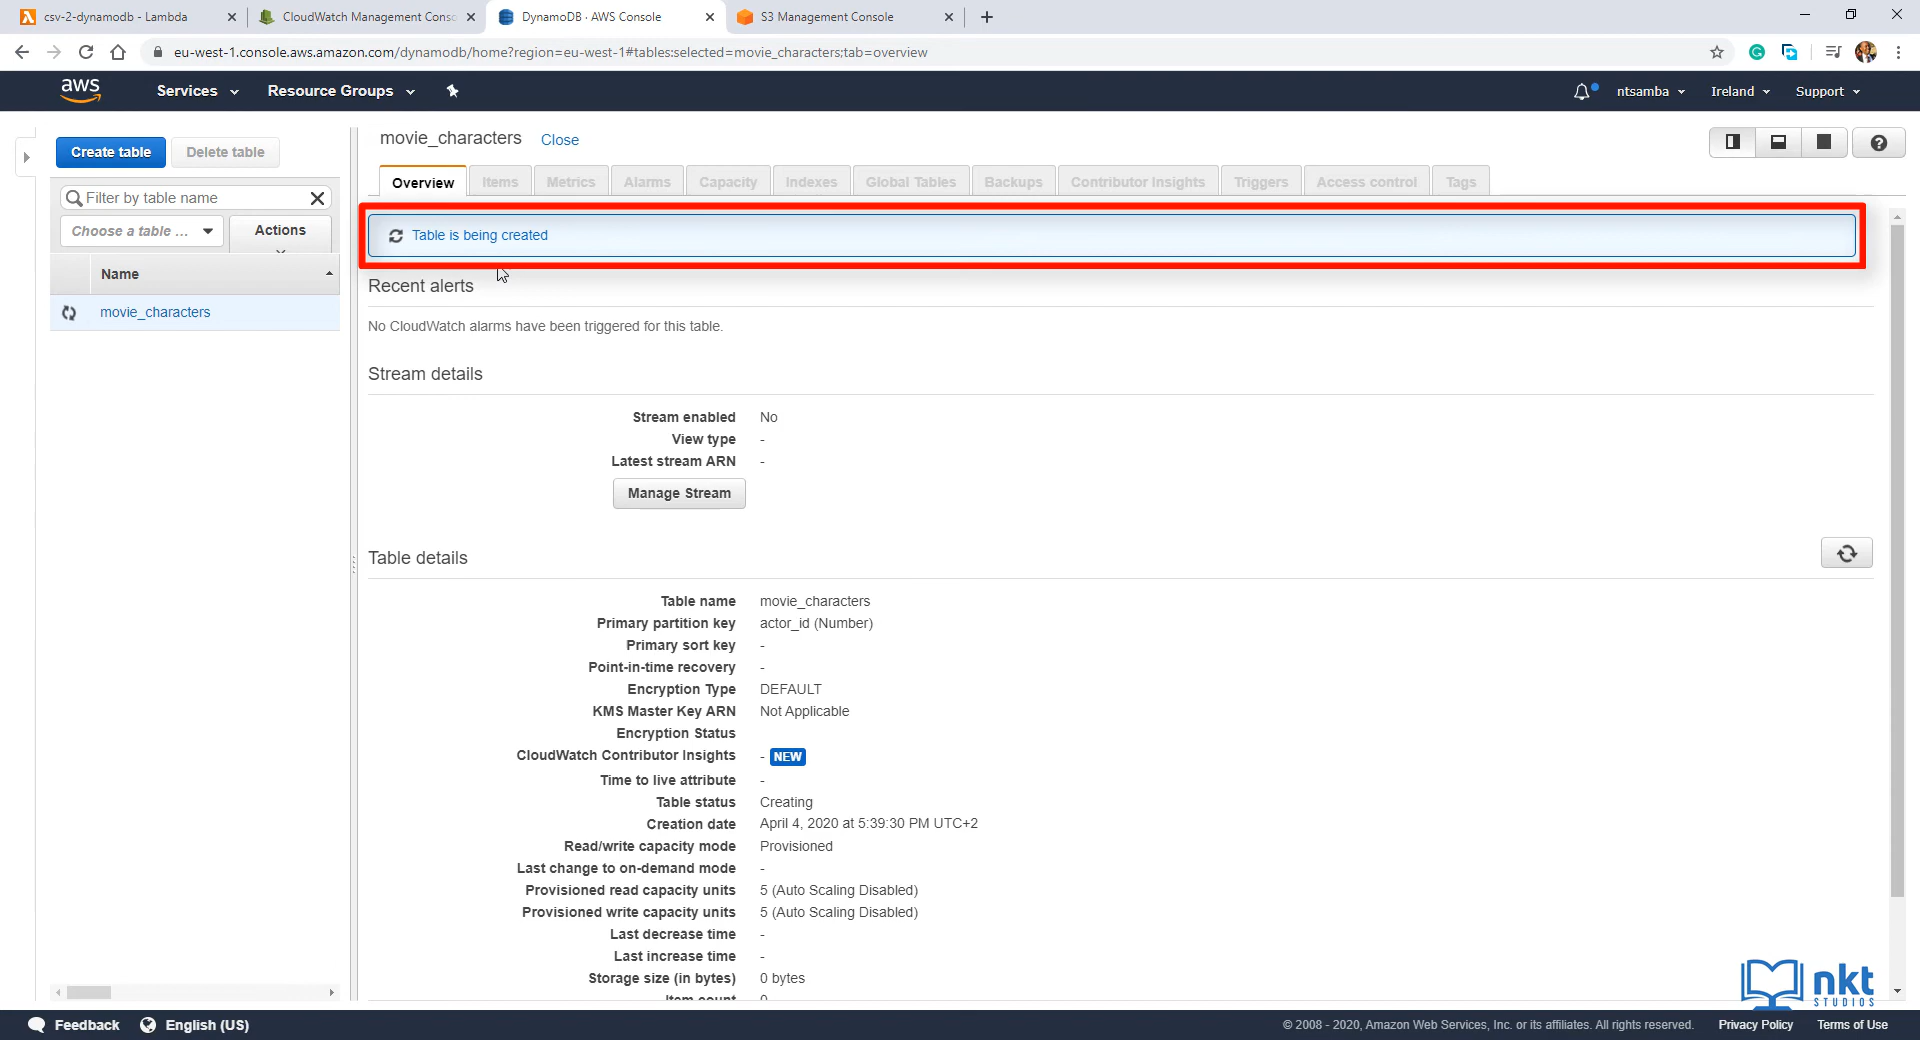 csv-2-dynamodb - Lambda
CloudWatch Management Conso
DynamoDB · AWS Console
S3 Management Console
eu-west-1.console.aws.amazon.com/dynamodb/home?region=eu-west-1#tables:selected=movie_characters;tab=overview
aws
Services
Resource Groups
ntsamba
Ireland
Support
Create table
Delete table
movie_characters Close
Filter by table name
Choose a table ...
Actions
Name
movie_characters
Overview Items Metrics Alarms Capacity Indexes Global Tables Backups Contributor Insights Triggers Access control Tags
Table is being created
Recent alerts
No CloudWatch alarms have been triggered for this table.
Stream details
Stream enabled No
View type -
Latest stream ARN -
Manage Stream
Table details
Table name movie_characters
Primary partition key actor_id (Number)
Primary sort key -
Point-in-time recovery -
Encryption Type DEFAULT
KMS Master Key ARN Not Applicable
Encryption Status
CloudWatch Contributor Insights - NEW
Time to live attribute -
Table status Creating
Creation date April 4, 2020 at 5:39:30 PM UTC+2
Read/write capacity mode Provisioned
Last change to on-demand mode -
Provisioned read capacity units 5 (Auto Scaling Disabled)
Provisioned write capacity units 5 (Auto Scaling Disabled)
Last decrease time -
Last increase time -
Storage size (in bytes) 0 bytes
Item count 0
nkt
STUDIOS
Feedback
English (US)
© 2008 - 2020, Amazon Web Services, Inc. or its affiliates. All rights reserved.
Privacy Policy
Terms of Use